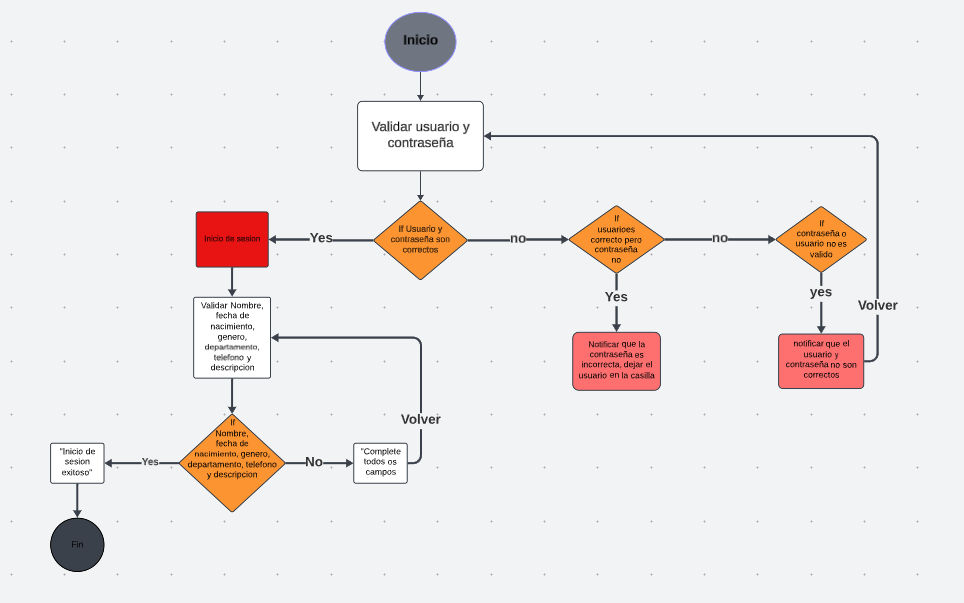 Inicio
Validar usuario y
contraseña
If Usuario y
contraseña son
correctos
Yes
Inicio de sesion
no
If
usuarioes
correcto pero
contraseña
no
no
If
contraseña o
usuario no es
valido
Yes
yes
Volver
Notificar que la
contraseña es
incorrecta, dejar el
usuario en la casilla
notificar que el
usuario y
contraseña no son
correctos
Validar Nombre,
fecha de
nacimiento,
genero,
departamento,
telefono y
descripcion
Volver
If
Nombre,
fecha de
nacimiento, genero,
departamento, telefono
y descripcion
Yes
No
"Inicio de
sesion
exitoso"
"Complete
todos os
campos
Fin